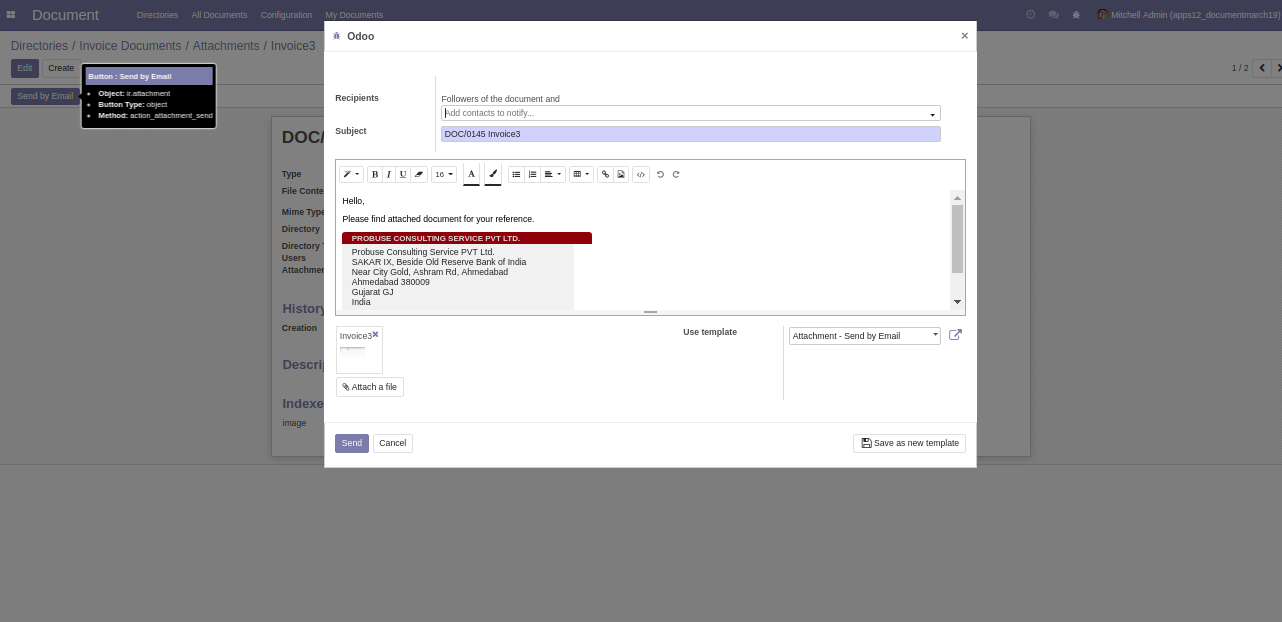 Document
Directories All Documents Configuration My Documents
Mitchell Admin (apps12_documentmarch19)
Directories / Invoice Documents / Attachments / Invoice3
Edit Create
1 / 2
Send by Email
Button : Send by Email
Object: ir.attachment
Button Type: object
Method: action_attachment_send
DOC/
Type
File Conte
Mime Type
Directory
Directory
Users
Attachmen
History
Creation
Descrip
Indexe
image
Odoo
×
Recipients
Followers of the document and
Add contacts to notify...
Subject
DOC/0145 Invoice3
B I U 16 A </>
Hello,
Please find attached document for your reference.
PROBUSE CONSULTING SERVICE PVT LTD.
Probuse Consulting Service PVT Ltd.
SAKAR IX, Beside Old Reserve Bank of India
Near City Gold, Ashram Rd, Ahmedabad
Ahmedabad 380009
Gujarat GJ
India
Invoice3
Attach a file
Use template
Attachment - Send by Email
Send Cancel
Save as new template